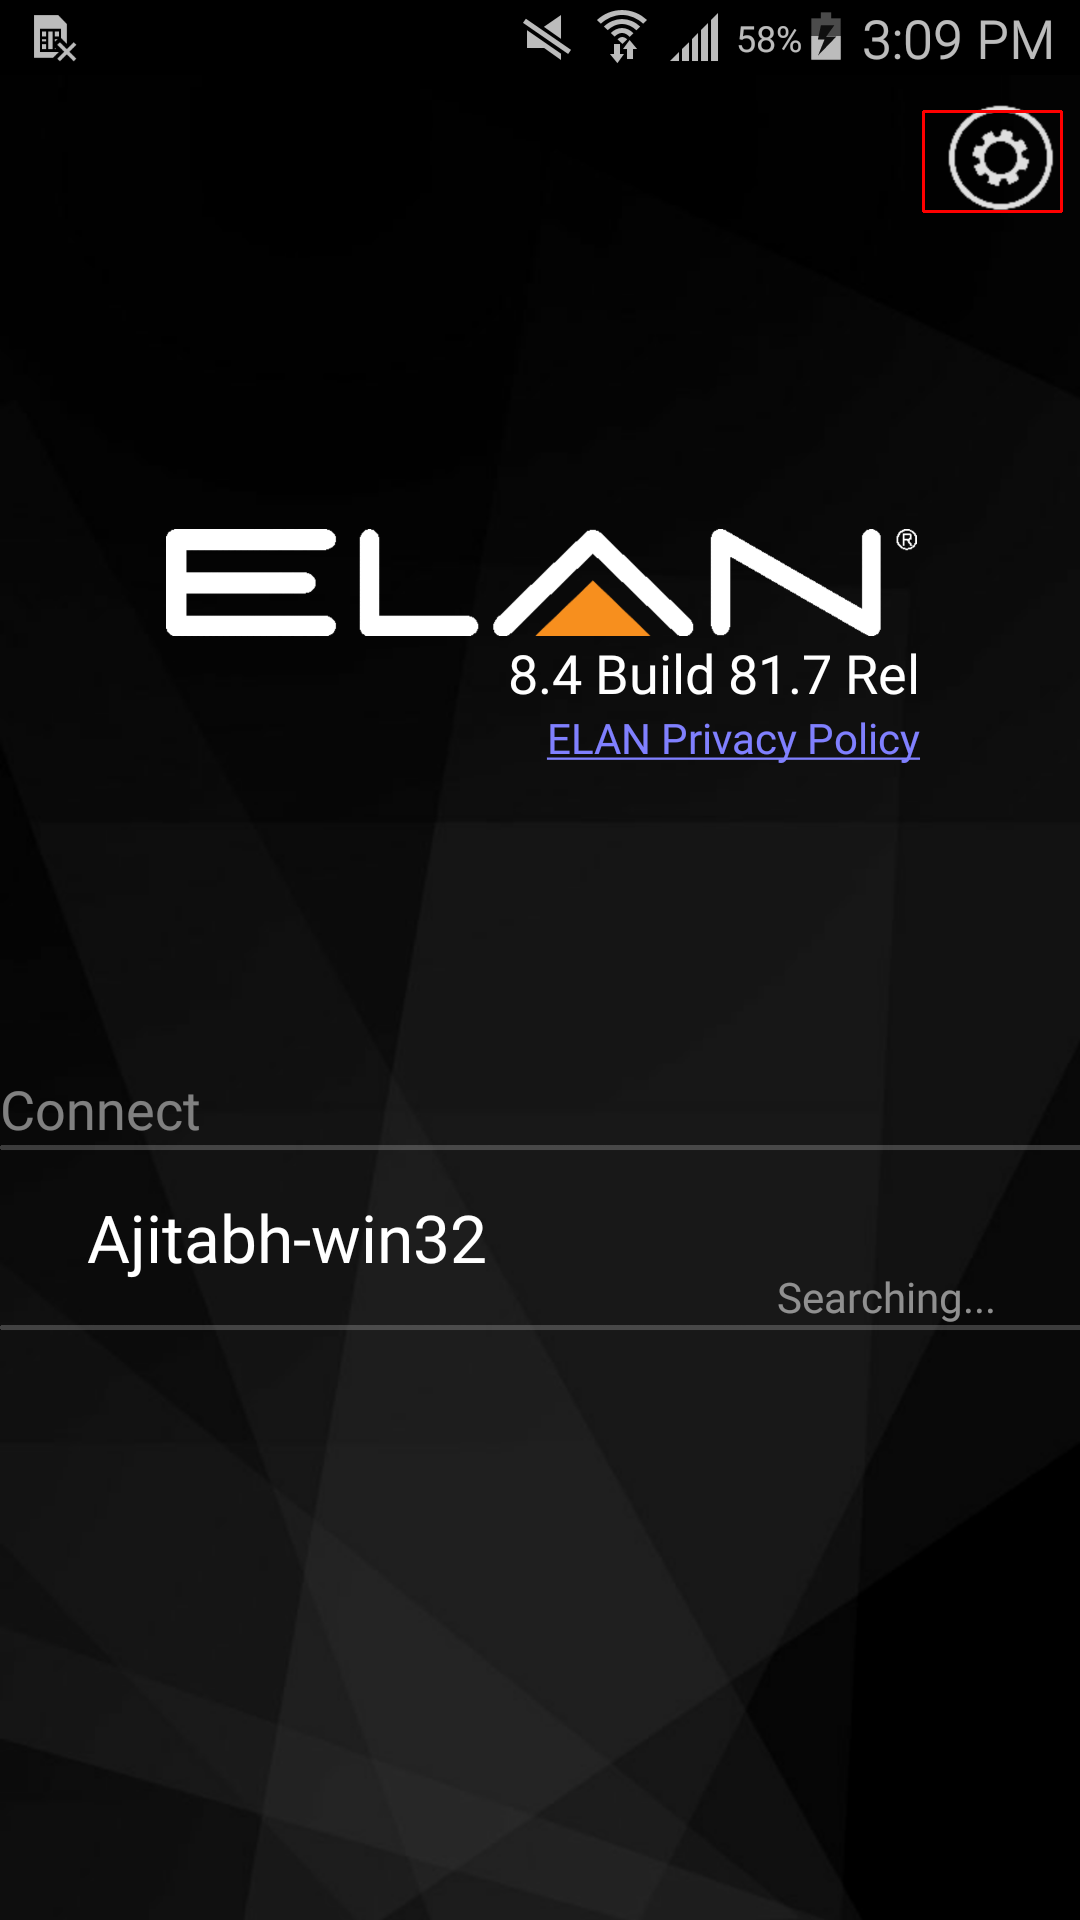 58% 3:09 PM
ELAN®
8.4 Build 81.7 Rel
ELAN Privacy Policy
Connect
Ajitabh-win32
Searching...